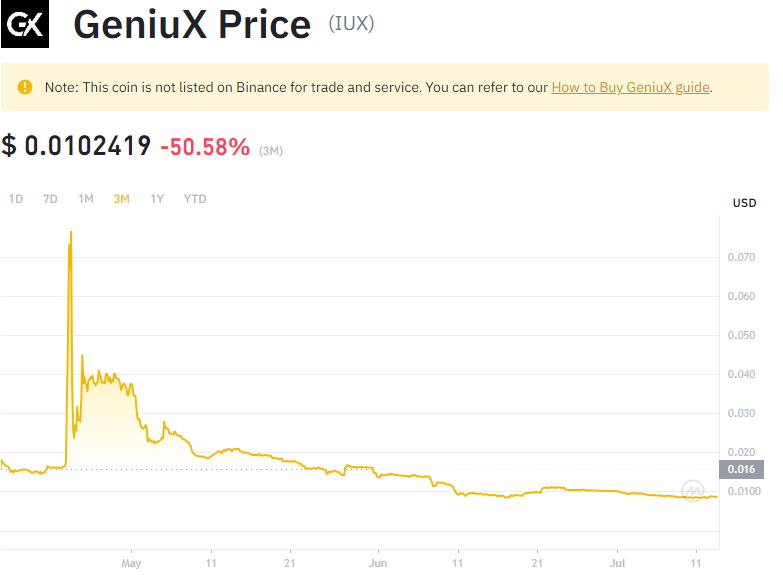 GX
GeniuX Price (IUX)
Note: This coin is not listed on Binance for trade and service. You can refer to our How to Buy GeniuX guide.
$ 0.0102419 -50.58% (3M)
1D 7D 1M 3M 1Y YTD
USD
0.070
0.060
0.050
0.040
0.030
0.020
0.016
0.0100
May 11 21 Jun 11 21 Jul 11